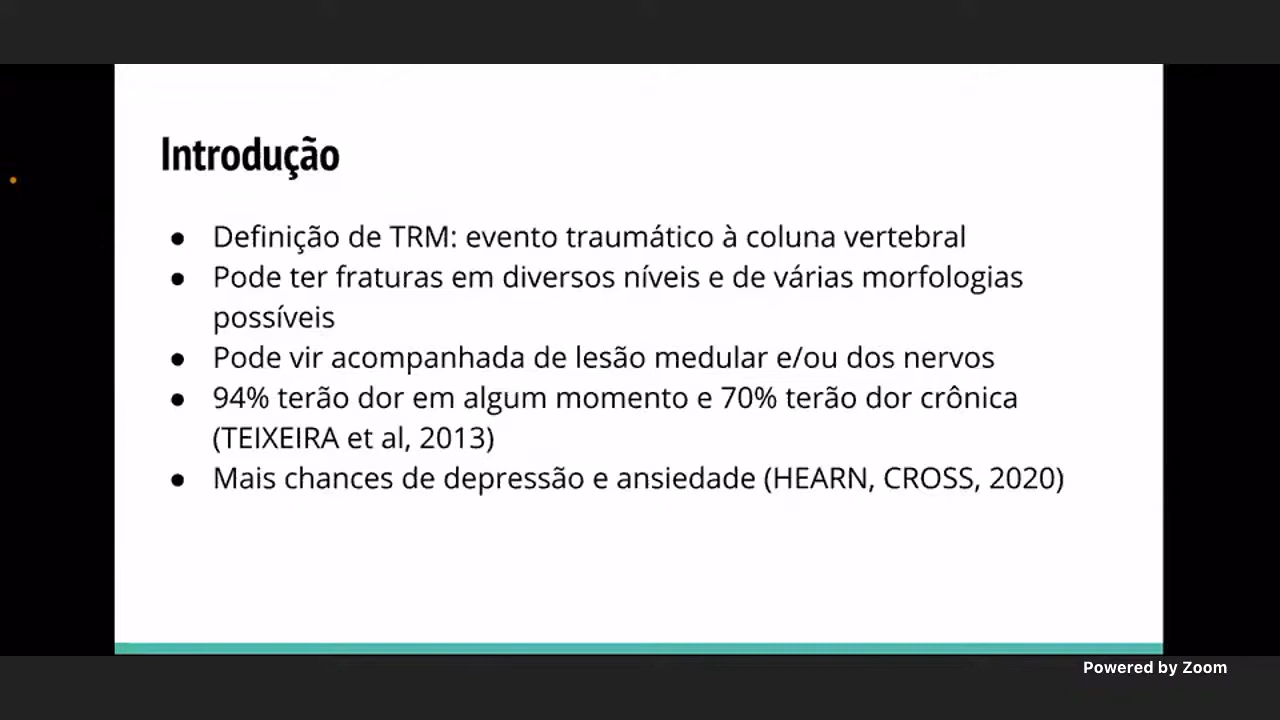 Introdução
● Definição de TRM: evento traumático à coluna vertebral
● Pode ter fraturas em diversos níveis e de várias morfologias
possíveis
● Pode vir acompanhada de lesão medular e/ou dos nervos
● 94% terão dor em algum momento e 70% terão dor crônica
(TEIXEIRA et al, 2013)
● Mais chances de depressão e ansiedade (HEARN, CROSS, 2020)
Powered by Zoom